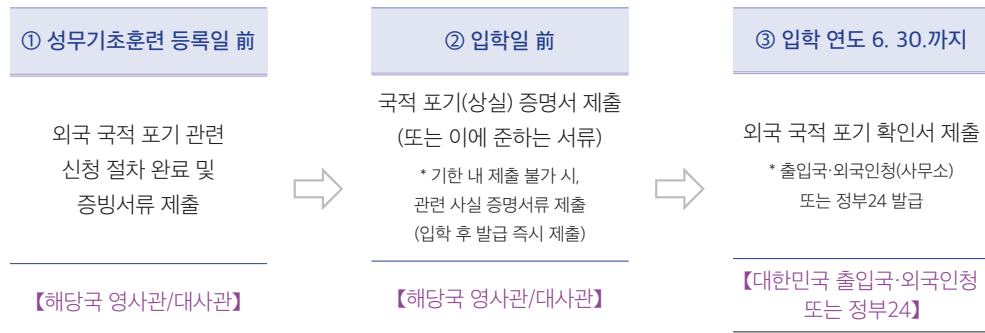 ① 성무기초훈련 등록일 前
외국 국적 포기 관련
신청 절차 완료 및
증빙서류 제출
【해당국 영사관/대사관】
② 입학일 前
국적 포기(상실) 증명서 제출
(또는 이에 준하는 서류)
* 기한 내 제출 불가 시,
관련 사실 증명서류 제출
(입학 후 발급 즉시 제출)
【해당국 영사관/대사관】
③ 입학 연도 6. 30.까지
외국 국적 포기 확인서 제출
* 출입국·외국인청(사무소)
또는 정부24 발급
【대한민국 출입국·외국인청
또는 정부24】